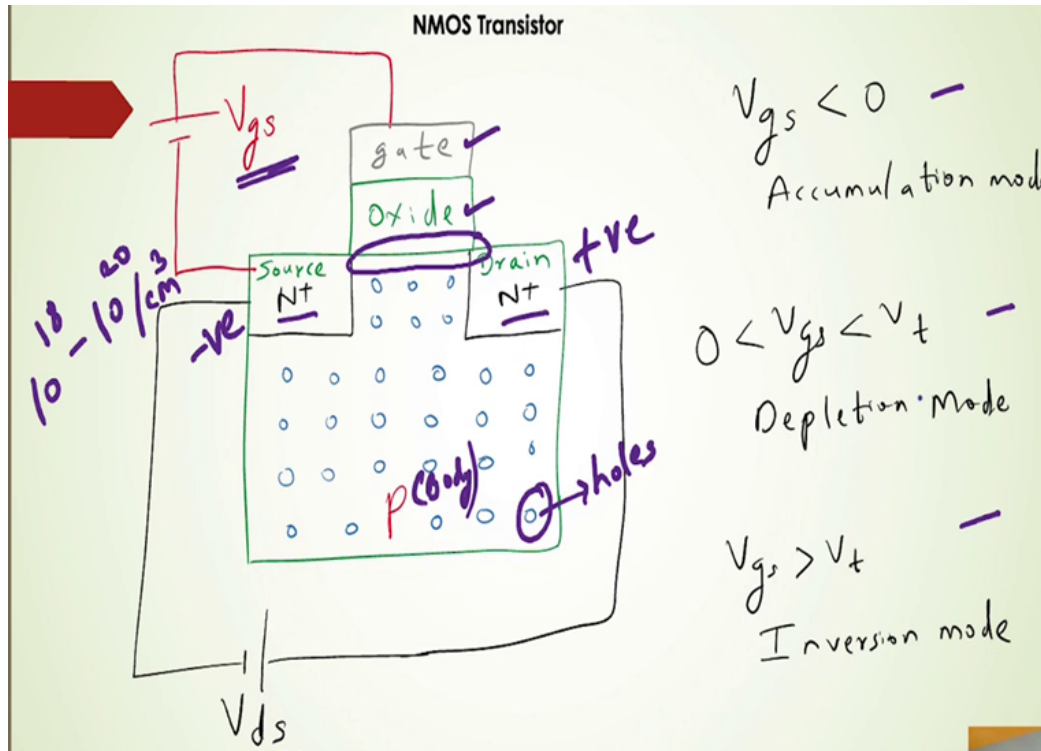 NMOS Transistor
Vgs
gate
Oxide
Source
N+
Drain
N+
-ve
+ve
10^18 - 10^20/cm^3
P (Body)
holes
Vds
Vgs < 0 -
Accumulation mod
0 < Vgs < Vt -
Depletion Mode
Vgs > Vt -
Inversion mode